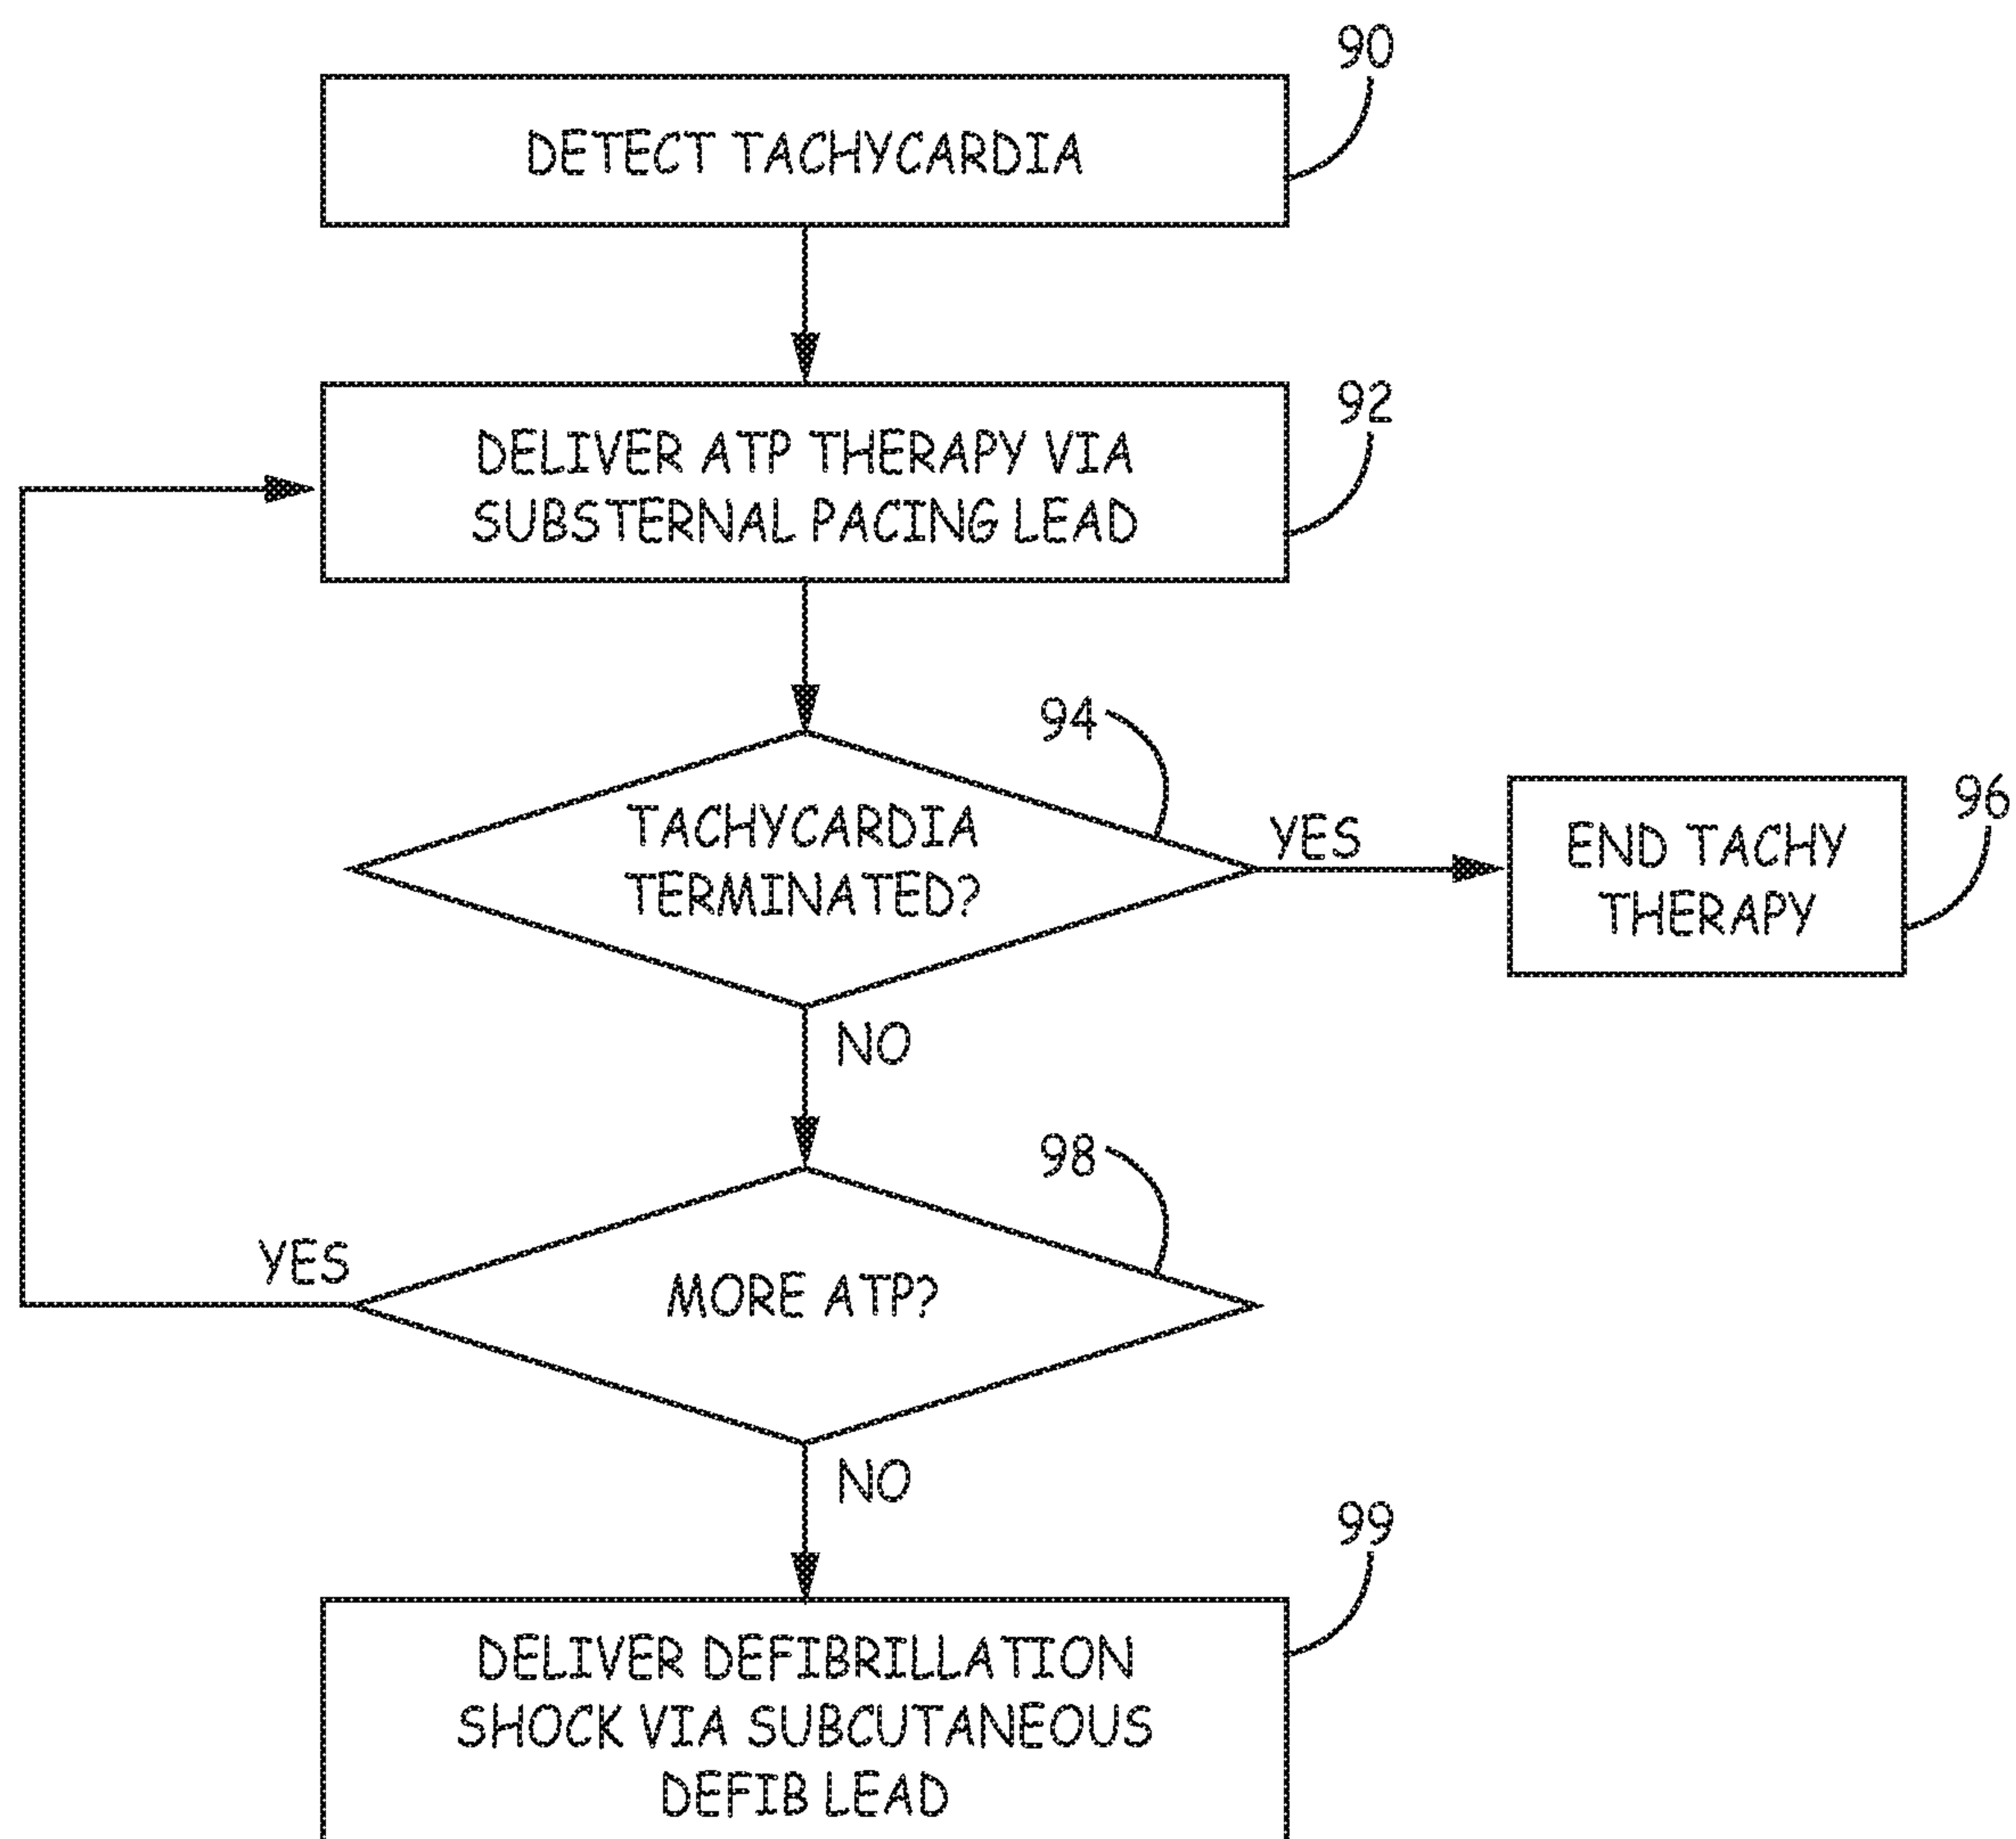 90
DETECT TACHYCARDIA
92
DELIVER ATP THERAPY VIA
SUBSTERNAL PACING LEAD
94
TACHYCARDIA
TERMINATED?
YES
96
END TACHY
THERAPY
NO
98
YES
MORE ATP?
NO
99
DELIVER DEFIBRILLATION
SHOCK VIA SUBCUTANEOUS
DEFIB LEAD